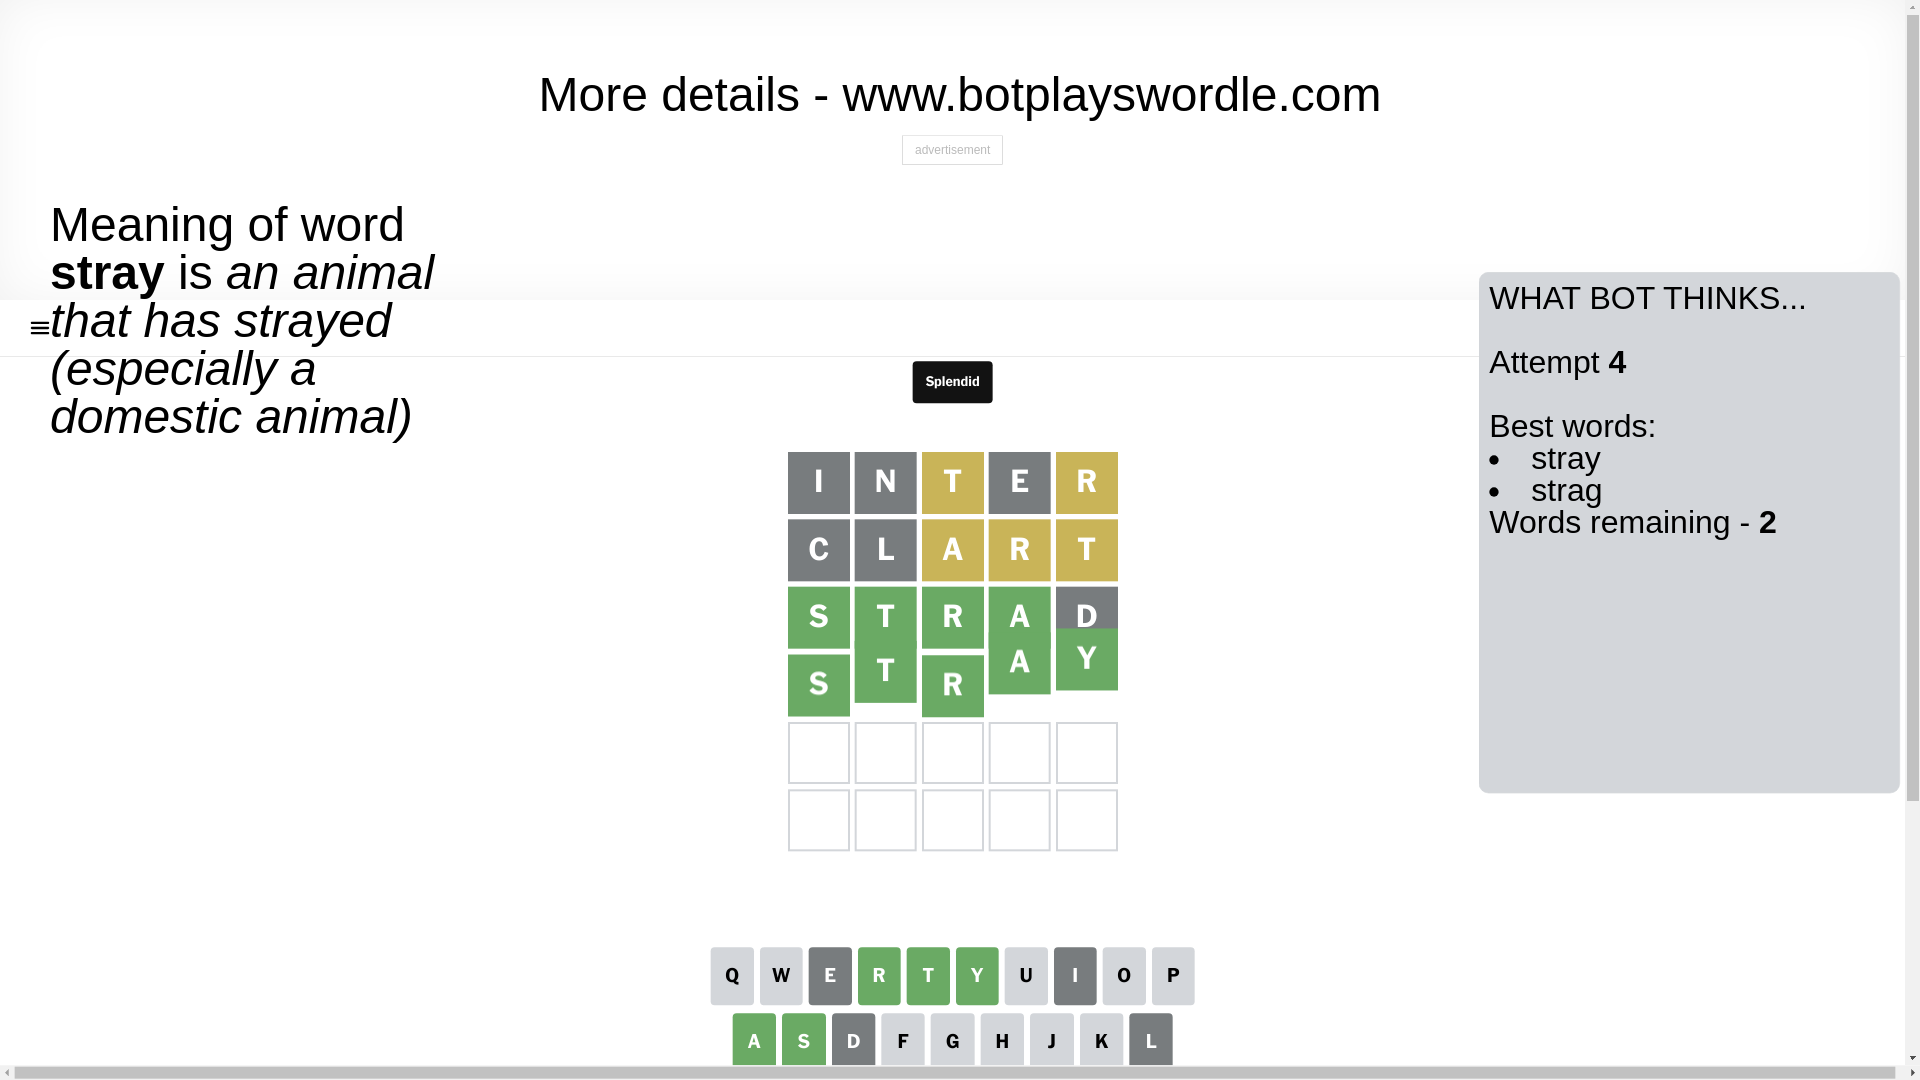 More details - www.botplayswordle.com
advertisement
Meaning of word
stray is an animal
that has strayed
(especially a
domestic animal)
WHAT BOT THINKS...
Attempt 4
Best words:
stray
strag
Words remaining - 2
Splendid
I N T E R
C L A R T
S T R A D
S T R A Y
Q W E R T Y U I O P
A S D F G H J K L